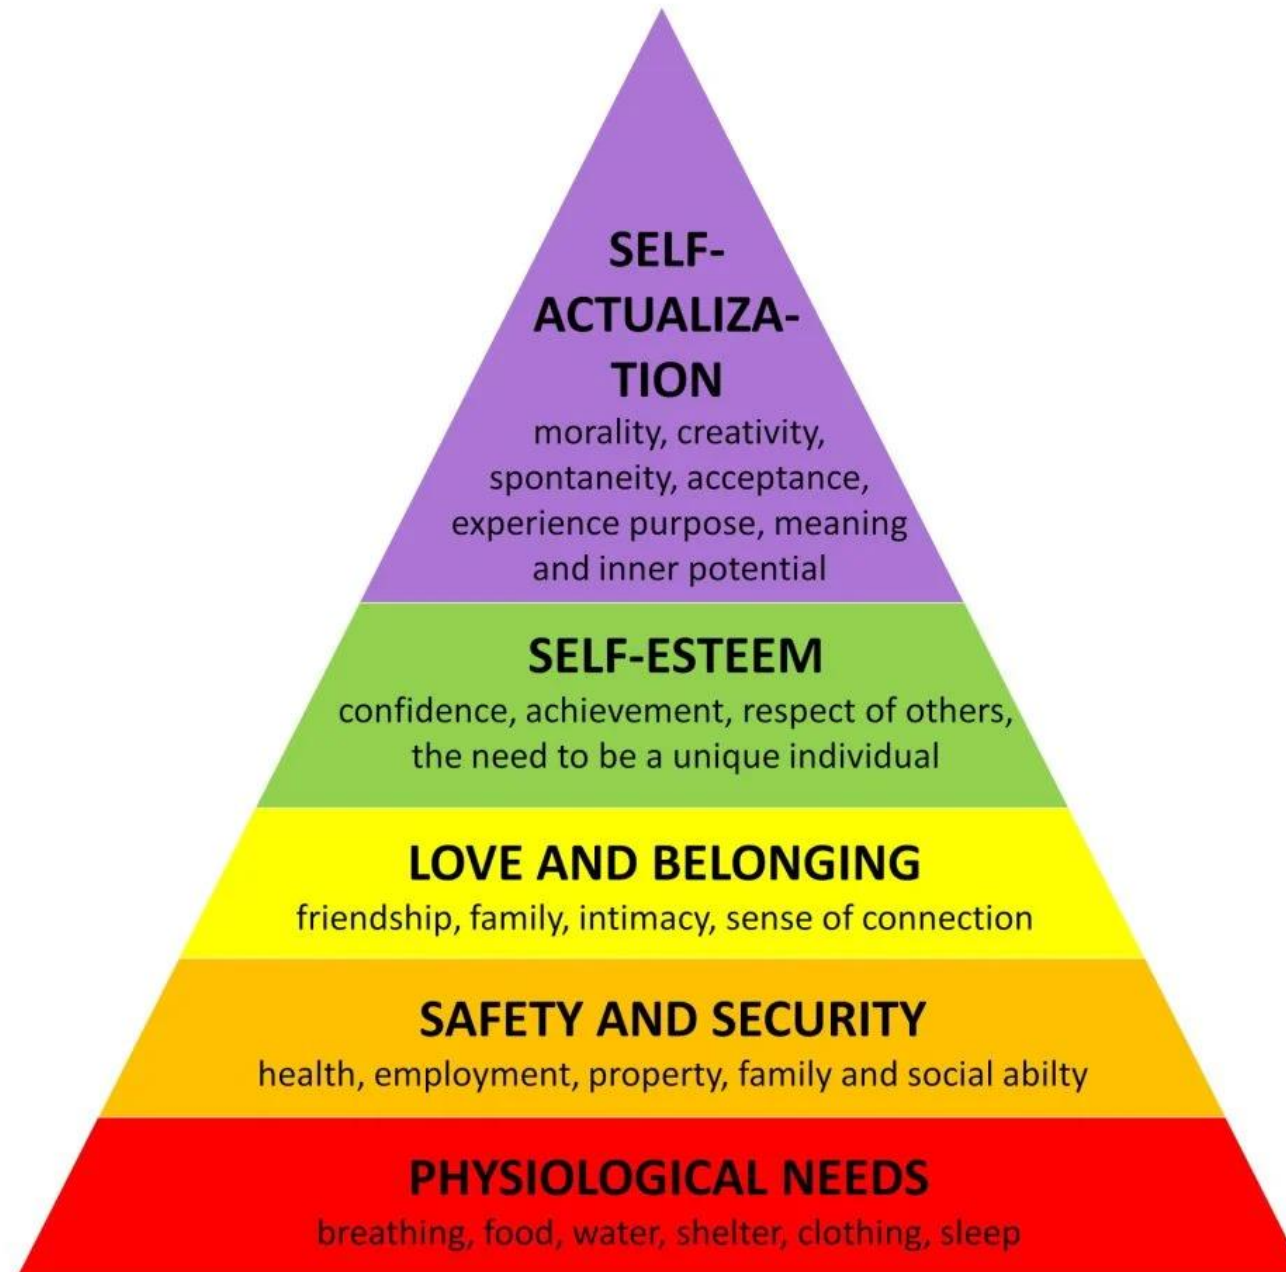 SELF-
ACTUALIZA-
TION
morality, creativity,
spontaneity, acceptance,
experience purpose, meaning
and inner potential
SELF-ESTEEM
confidence, achievement, respect of others,
the need to be a unique individual
LOVE AND BELONGING
friendship, family, intimacy, sense of connection
SAFETY AND SECURITY
health, employment, property, family and social abilty
PHYSIOLOGICAL NEEDS
breathing, food, water, shelter, clothing, sleep